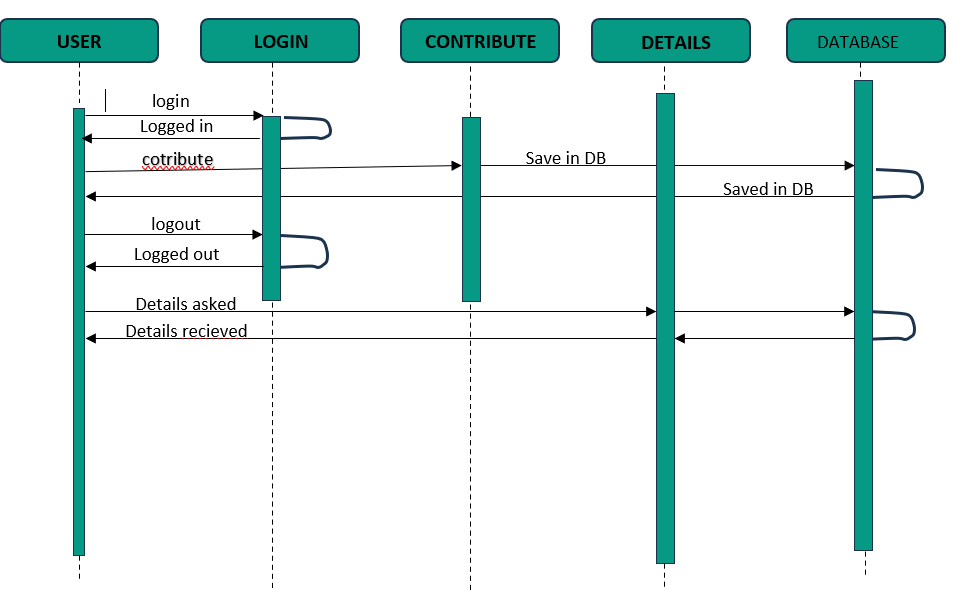 USER
LOGIN
CONTRIBUTE
DETAILS
DATABASE
login
Logged in
cotribute
Save in DB
Saved in DB
logout
Logged out
Details asked
Details recieved